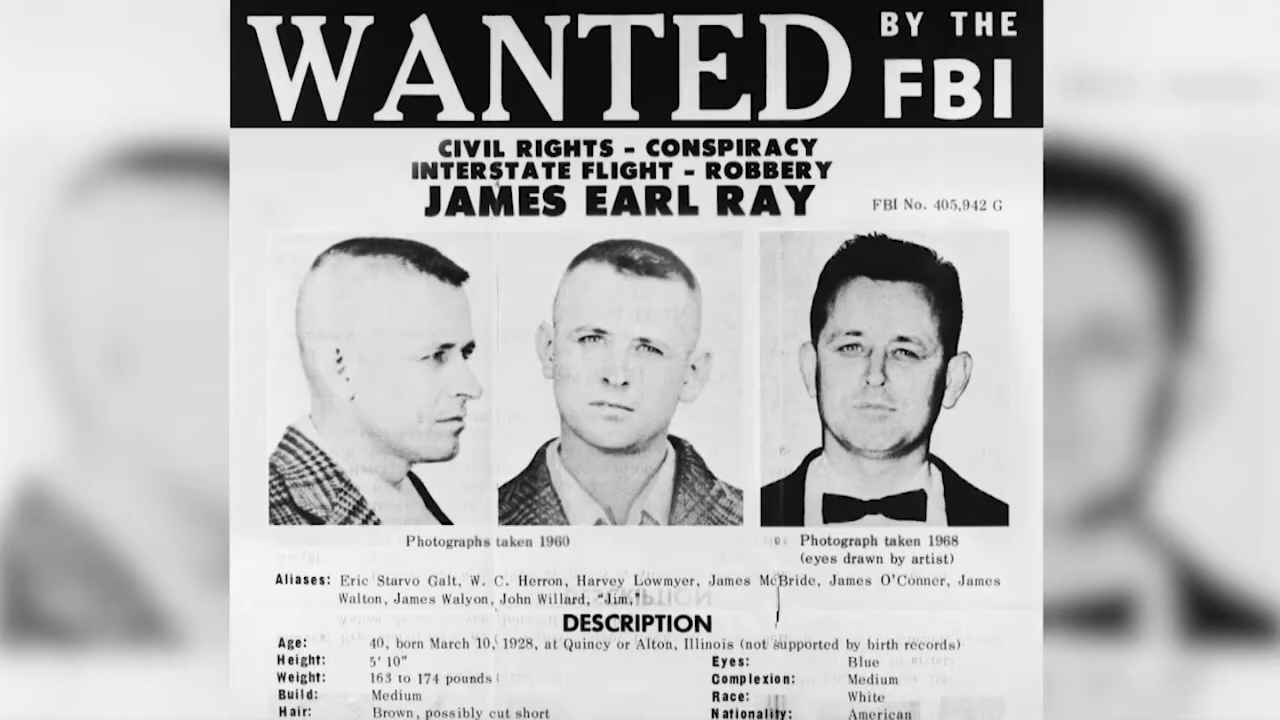 WANTED BY THE FBI
CIVIL RIGHTS - CONSPIRACY
INTERSTATE FLIGHT - ROBBERY
JAMES EARL RAY
FBI No. 405,942 G
Photographs taken 1960
Photograph taken 1968
(eyes drawn by artist)
Aliases: Eric Starvo Galt, W. C. Herron, Harvey Lowmyer, James McBride, James O'Conner, James
Walton, James Walyon, John Willard, "Jim,"
DESCRIPTION
Age: 40, born March 10, 1928, at Quincy or Alton, Illinois (not supported by birth records)
Height: 5' 10" Eyes: Blue
Weight: 163 to 174 pounds Complexion: Medium
Build: Medium Race: White
Hair: Brown, possibly cut short Nationality: American